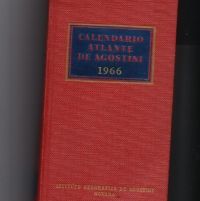 CALENDARIO
ATLANTE
DE AGOSTINI
1966
ISTITUTO GEOGRAFICO DE AGOSTINI
NOVARA